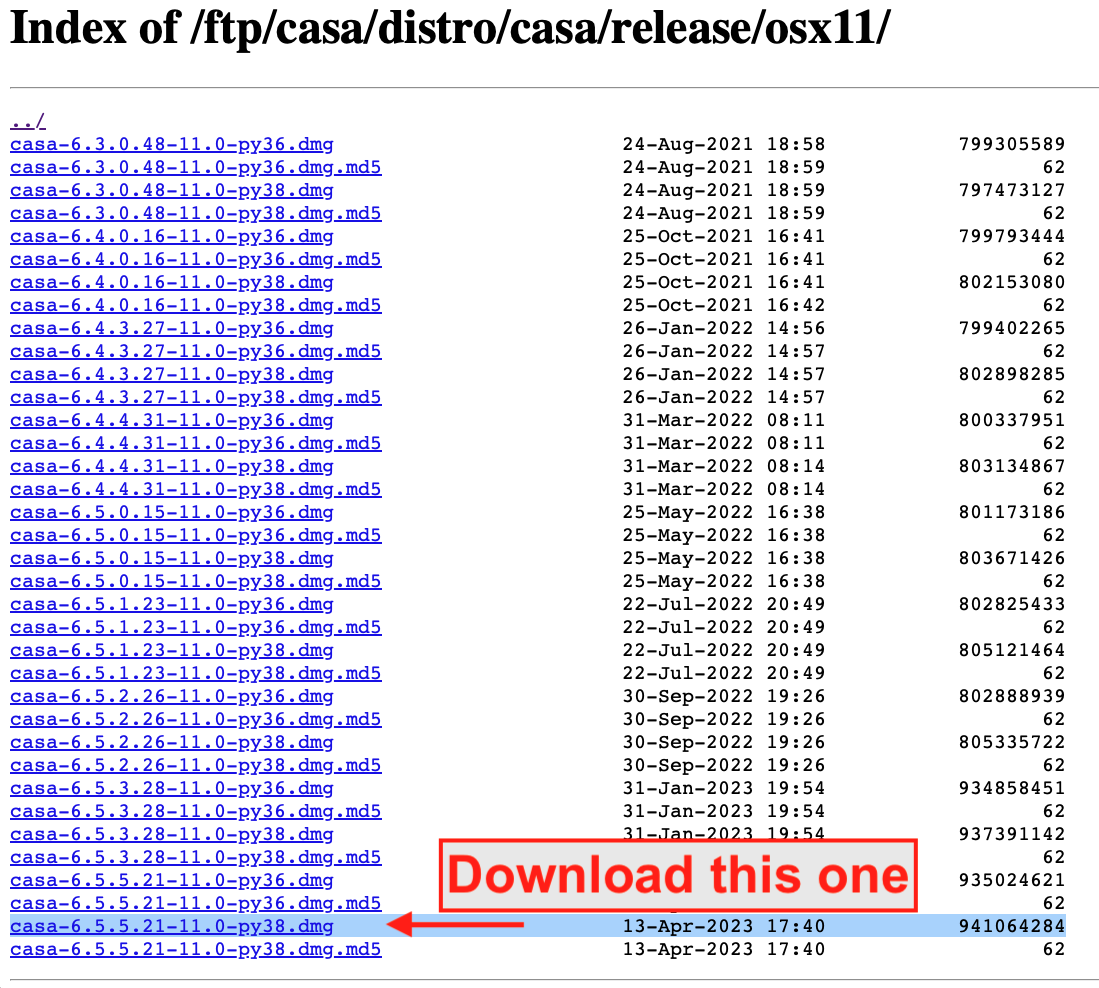 Index of /ftp/casa/distro/casa/release/osx11/
../
casa-6.3.0.48-11.0-py36.dmg 24-Aug-2021 18:58 799305589
casa-6.3.0.48-11.0-py36.dmg.md5 24-Aug-2021 18:59 62
casa-6.3.0.48-11.0-py38.dmg 24-Aug-2021 18:59 797473127
casa-6.3.0.48-11.0-py38.dmg.md5 24-Aug-2021 18:59 62
casa-6.4.0.16-11.0-py36.dmg 25-Oct-2021 16:41 799793444
casa-6.4.0.16-11.0-py36.dmg.md5 25-Oct-2021 16:41 62
casa-6.4.0.16-11.0-py38.dmg 25-Oct-2021 16:41 802153080
casa-6.4.0.16-11.0-py38.dmg.md5 25-Oct-2021 16:42 62
casa-6.4.3.27-11.0-py36.dmg 26-Jan-2022 14:56 799402265
casa-6.4.3.27-11.0-py36.dmg.md5 26-Jan-2022 14:57 62
casa-6.4.3.27-11.0-py38.dmg 26-Jan-2022 14:57 802898285
casa-6.4.3.27-11.0-py38.dmg.md5 26-Jan-2022 14:57 62
casa-6.4.4.31-11.0-py36.dmg 31-Mar-2022 08:11 800337951
casa-6.4.4.31-11.0-py36.dmg.md5 31-Mar-2022 08:11 62
casa-6.4.4.31-11.0-py38.dmg 31-Mar-2022 08:14 803134867
casa-6.4.4.31-11.0-py38.dmg.md5 31-Mar-2022 08:14 62
casa-6.5.0.15-11.0-py36.dmg 25-May-2022 16:38 801173186
casa-6.5.0.15-11.0-py36.dmg.md5 25-May-2022 16:38 62
casa-6.5.0.15-11.0-py38.dmg 25-May-2022 16:38 803671426
casa-6.5.0.15-11.0-py38.dmg.md5 25-May-2022 16:38 62
casa-6.5.1.23-11.0-py36.dmg 22-Jul-2022 20:49 802825433
casa-6.5.1.23-11.0-py36.dmg.md5 22-Jul-2022 20:49 62
casa-6.5.1.23-11.0-py38.dmg 22-Jul-2022 20:49 805121464
casa-6.5.1.23-11.0-py38.dmg.md5 22-Jul-2022 20:49 62
casa-6.5.2.26-11.0-py36.dmg 30-Sep-2022 19:26 802888939
casa-6.5.2.26-11.0-py36.dmg.md5 30-Sep-2022 19:26 62
casa-6.5.2.26-11.0-py38.dmg 30-Sep-2022 19:26 805335722
casa-6.5.2.26-11.0-py38.dmg.md5 30-Sep-2022 19:26 62
casa-6.5.3.28-11.0-py36.dmg 31-Jan-2023 19:54 934858451
casa-6.5.3.28-11.0-py36.dmg.md5 31-Jan-2023 19:54 62
casa-6.5.3.28-11.0-py38.dmg 31-Jan-2023 19:54 937391142
casa-6.5.3.28-11.0-py38.dmg.md5 62
Download this one
casa-6.5.5.21-11.0-py36.dmg 935024621
casa-6.5.5.21-11.0-py36.dmg.md5 62
casa-6.5.5.21-11.0-py38.dmg 13-Apr-2023 17:40 941064284
casa-6.5.5.21-11.0-py38.dmg.md5 13-Apr-2023 17:40 62